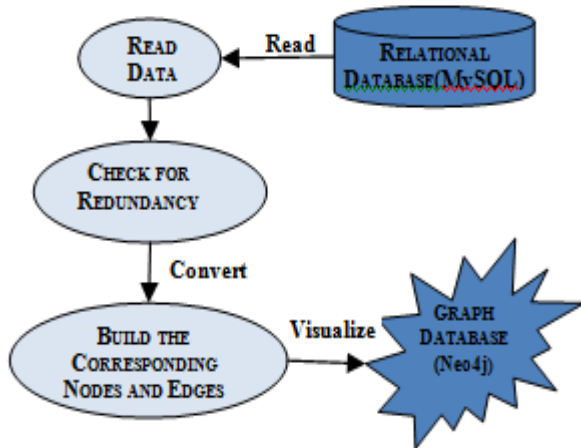 READ
DATA
Read
RELATIONAL
DATABASE(MySQL)
CHECK FOR
REDUNDANCY
Convert
BUILD THE
CORRESPONDING
NODES AND EDGES
Visualize
GRAPH
DATABASE
(Neo4j)